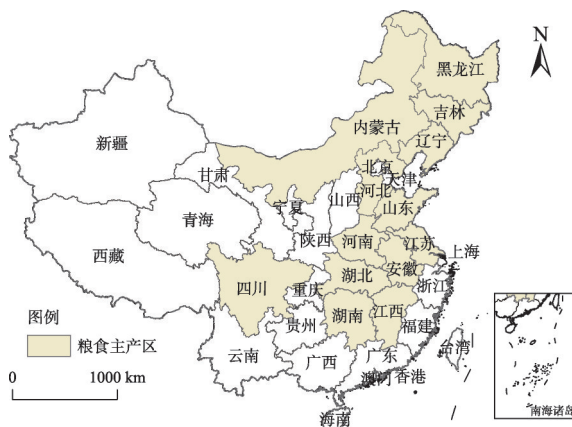 黑龙江
吉林
辽宁
内蒙古
新疆
甘肃
北京
天津
河北
山西
宁夏
山东
青海
陕西
河南
江苏
上海
西藏
安徽
湖北
四川
浙江
重庆
湖南
江西
贵州
福建
台湾
云南
广西
广东
澳门
香港
海南
图例
粮食主产区
0
1000 km
N
南海诸岛